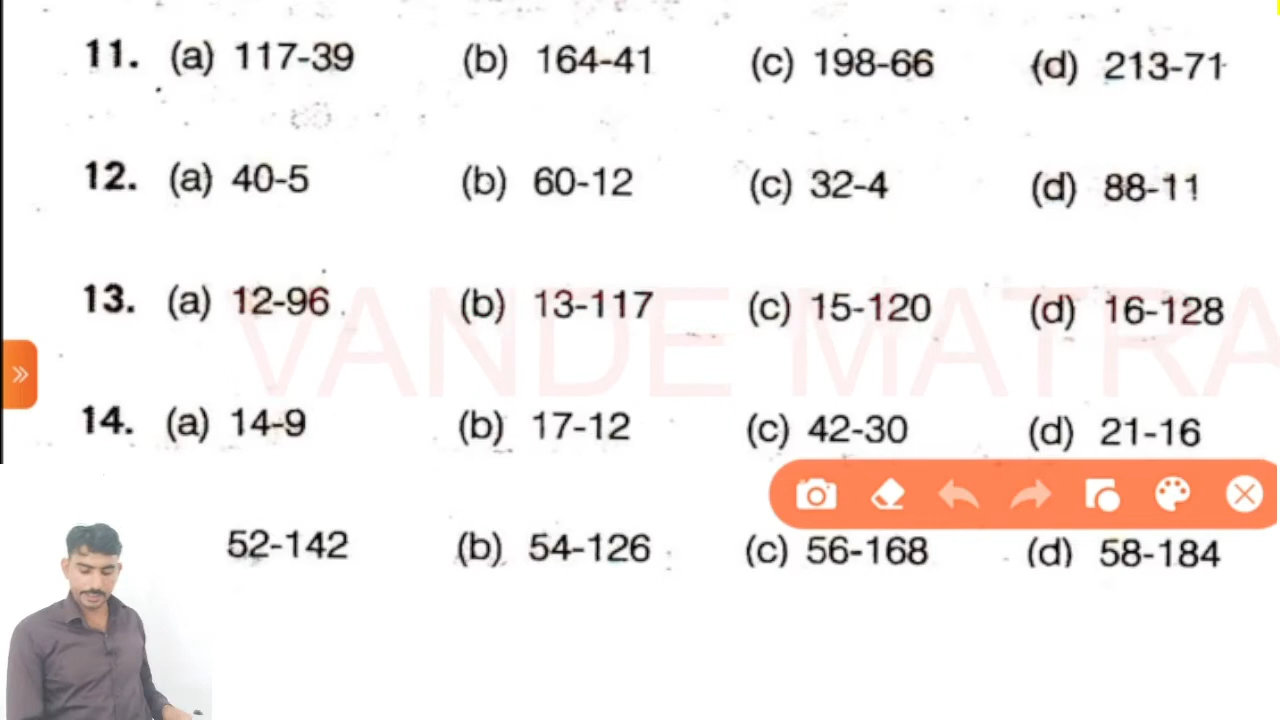 11. (a) 117-39 (b) 164-41 (c) 198-66 (d) 213-71
12. (a) 40-5 (b) 60-12 (c) 32-4 (d) 88-11
13. (a) 12-96 (b) 13-117 (c) 15-120 (d) 16-128
VANDE MATRA
14. (a) 14-9 (b) 17-12 (c) 42-30 (d) 21-16
52-142 (b) 54-126 (c) 56-168 (d) 58-184